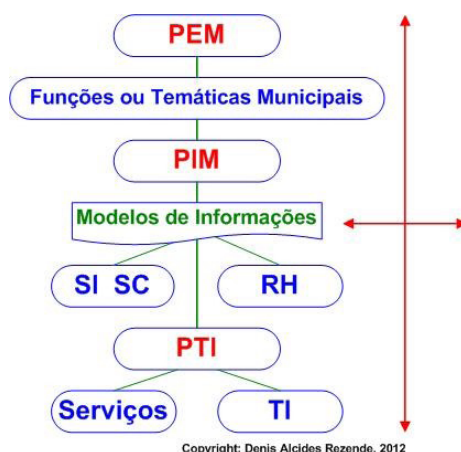 PEM
Funções ou Temáticas Municipais
PIM
Modelos de Informações
SI SC
RH
PTI
Serviços
TI
Copyright: Denis Alcides Rezende, 2012